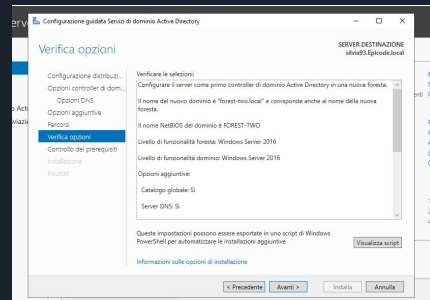 Configurazione guidata Servizi di dominio Active Directory
Verifica opzioni
SERVER DESTINAZIONE
silvia93.Epicode.local
Configurazione distribuzi...
Opzioni controller di dom...
Opzioni DNS
Opzioni aggiuntive
Percorsi
Verifica opzioni
Controllo dei prerequisiti
Installazione
Risultati
Verificare le selezioni:
Configurare il server come primo controller di dominio Active Directory in una nuova foresta.
Il nome del nuovo dominio è "forest-two.local" e corrisponde anche al nome della nuova
foresta.
Il nome NetBIOS del dominio è FOREST-TWO
Livello di funzionalità foresta: Windows Server 2016
Livello di funzionalità dominio: Windows Server 2016
Opzioni aggiuntive:
Catalogo globale: Sì
Server DNS: Sì
Queste impostazioni possono essere esportate in uno script di Windows
PowerShell per automatizzare le installazioni aggiuntive
Visualizza script
Informazioni sulle opzioni di installazione
< Precedente
Avanti >
Installa
Annulla